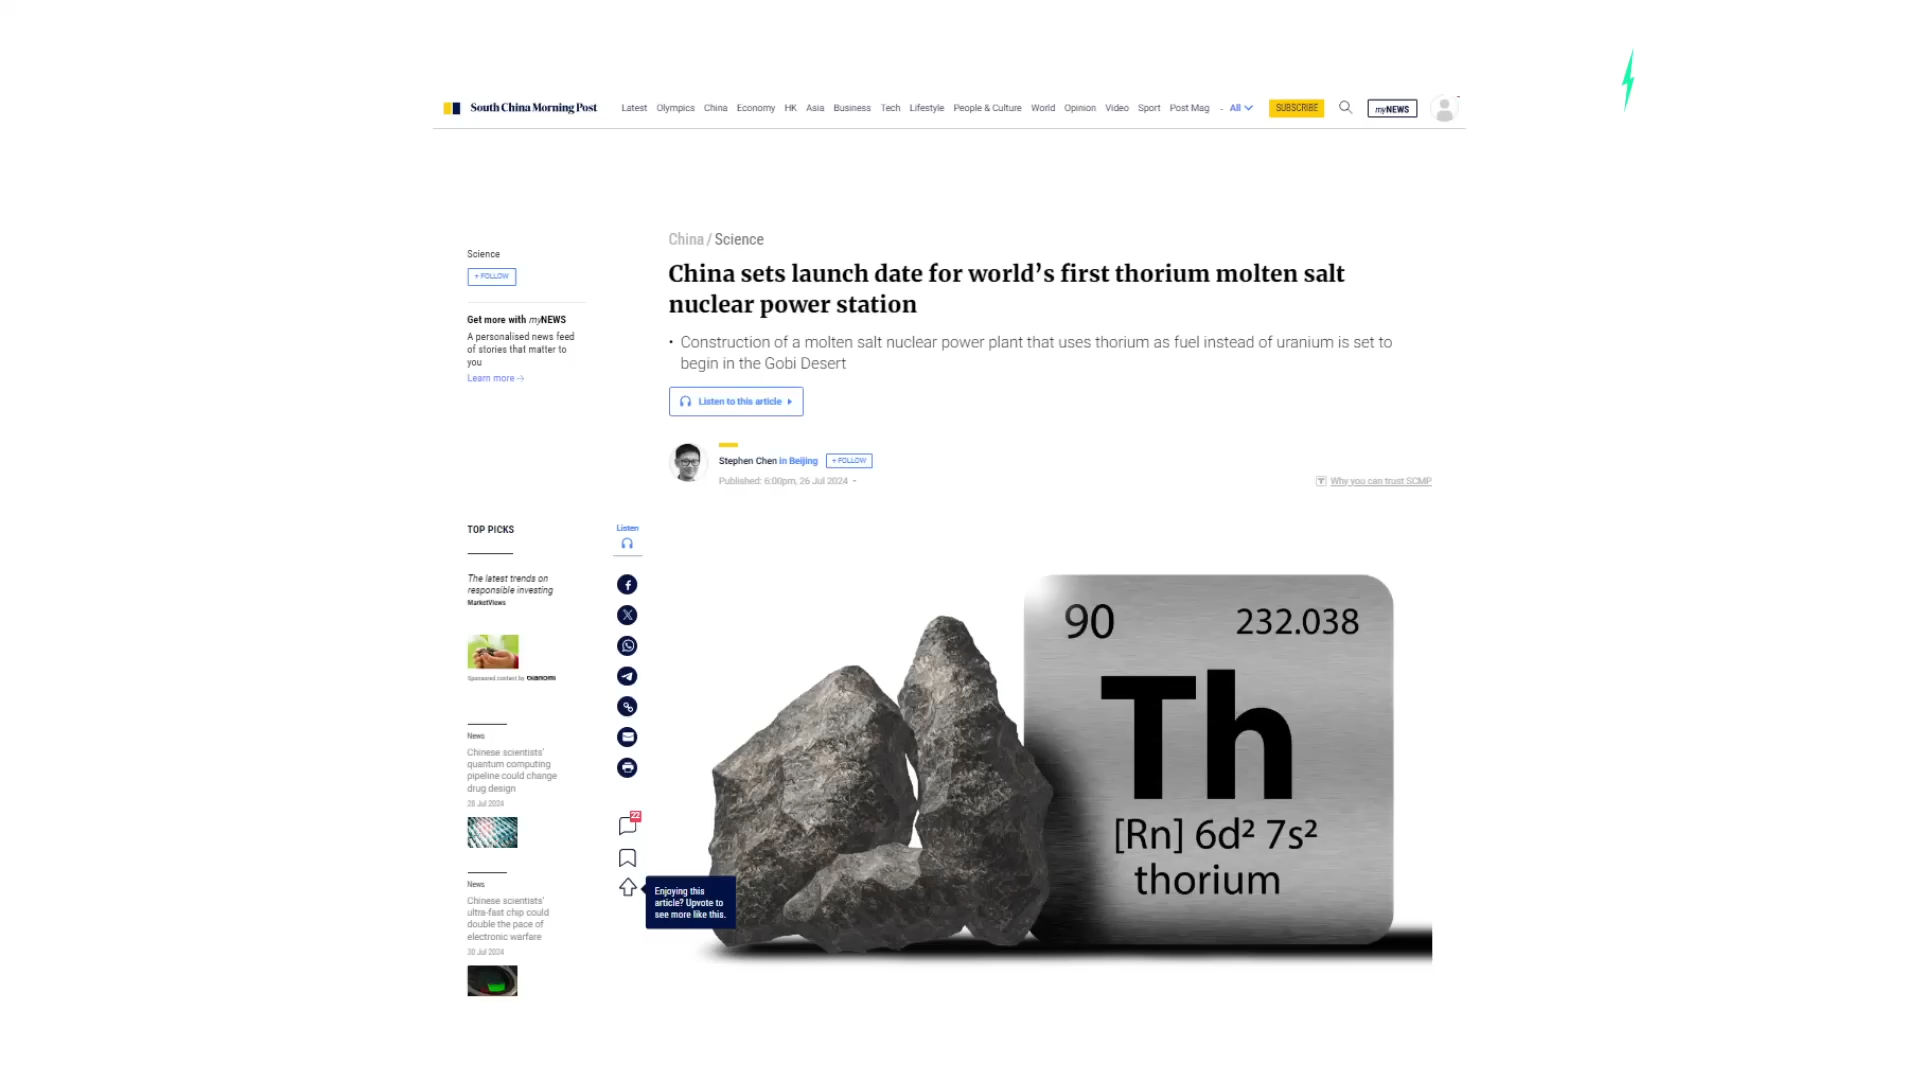 South China Morning Post
Latest Olympics China Economy HK Asia Business Tech Lifestyle People & Culture World Opinion Video Sport Post Mag - All
SUBSCRIBE
myNEWS
Science
+ FOLLOW
Get more with myNEWS
A personalised news feed
of stories that matter to
you
Learn more →
China / Science
China sets launch date for world's first thorium molten salt
nuclear power station
• Construction of a molten salt nuclear power plant that uses thorium as fuel instead of uranium is set to
begin in the Gobi Desert
Listen to this article
Stephen Chen in Beijing
+ FOLLOW
Published: 6:00pm, 26 Jul 2024
Why you can trust SCMP
TOP PICKS
The latest trends on
responsible investing
MarketViews
Sponsored content by
News
Chinese scientists'
quantum computing
pipeline could change
drug design
28 Jul 2024
News
Chinese scientists'
ultra-fast chip could
double the pace of
electronic warfare
30 Jul 2024
Listen
22
Enjoying this
article? Upvote to
see more like this.
90 232.038
Th
[Rn] 6d² 7s²
thorium